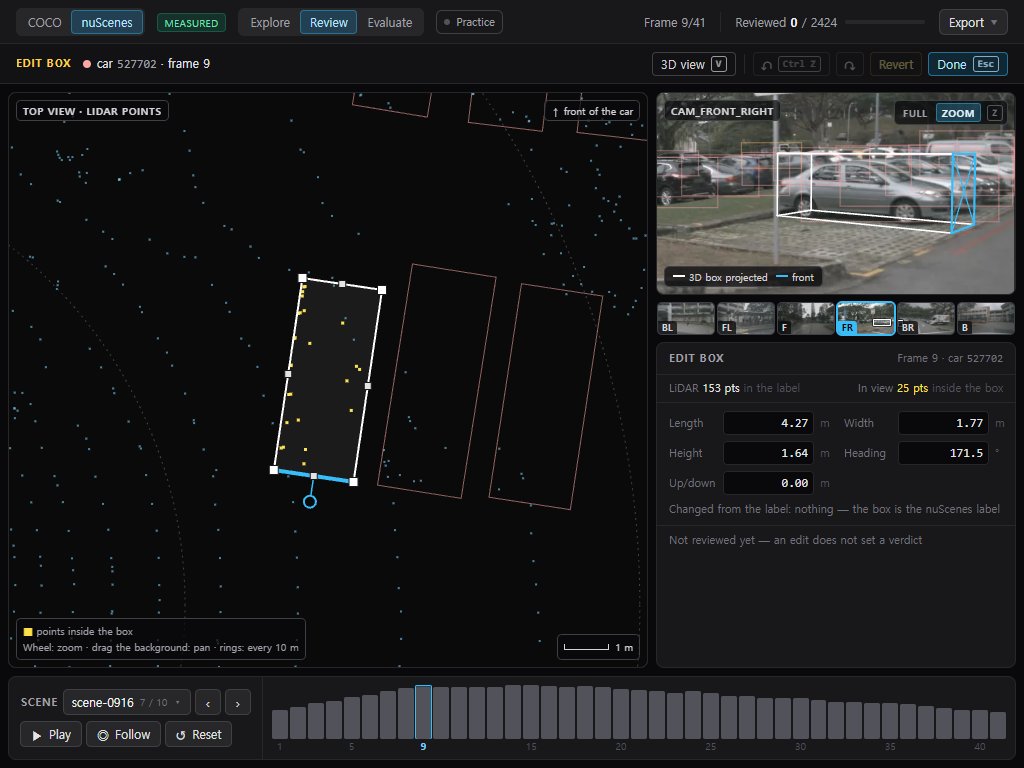 COCO nuScenes MEASURED Explore Review Evaluate Practice Frame 9/41 Reviewed 0 / 2424 Export
EDIT BOX car 527702 · frame 9 3D view V Ctrl Z Revert Done Esc
TOP VIEW · LIDAR POINTS
↑ front of the car
points inside the box
Wheel: zoom · drag the background: pan · rings: every 10 m
1 m
CAM_FRONT_RIGHT FULL ZOOM Z
3D box projected front
BL FL F FR BR B
EDIT BOX Frame 9 · car 527702
LiDAR 153 pts in the label In view 25 pts inside the box
Length 4.27 m Width 1.77 m
Height 1.64 m Heading 171.5 °
Up/down 0.00 m
Changed from the label: nothing — the box is the nuScenes label
Not reviewed yet — an edit does not set a verdict
SCENE scene-0916 7 / 10 ‹ ›
Play Follow Reset
1 5 9 15 20 25 30 35 40